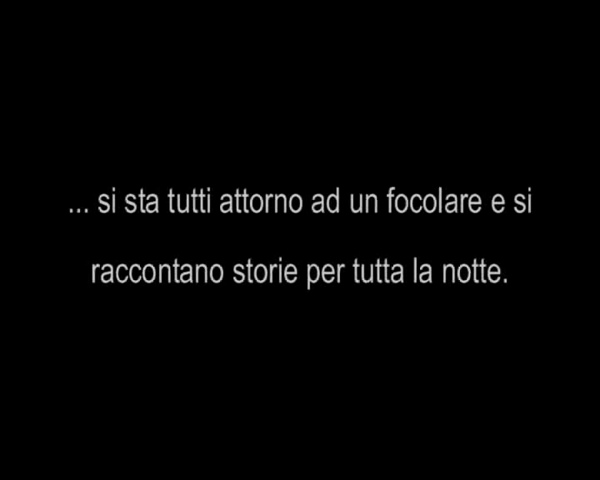 ... si sta tutti attorno ad un focolare e si
raccontano storie per tutta la notte.